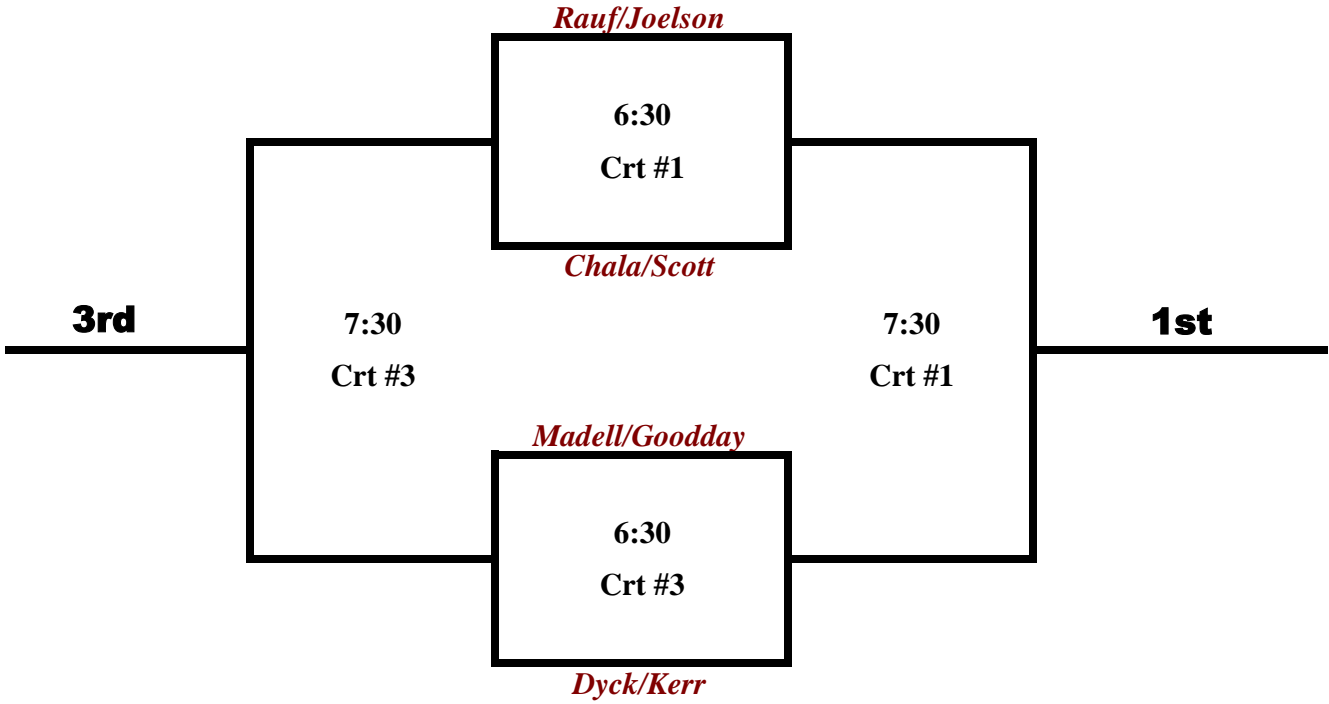 Rauf/Joelson
6:30
Crt #1
Chala/Scott
3rd
7:30
Crt #3
7:30
Crt #1
1st
Madell/Goodday
6:30
Crt #3
Dyck/Kerr